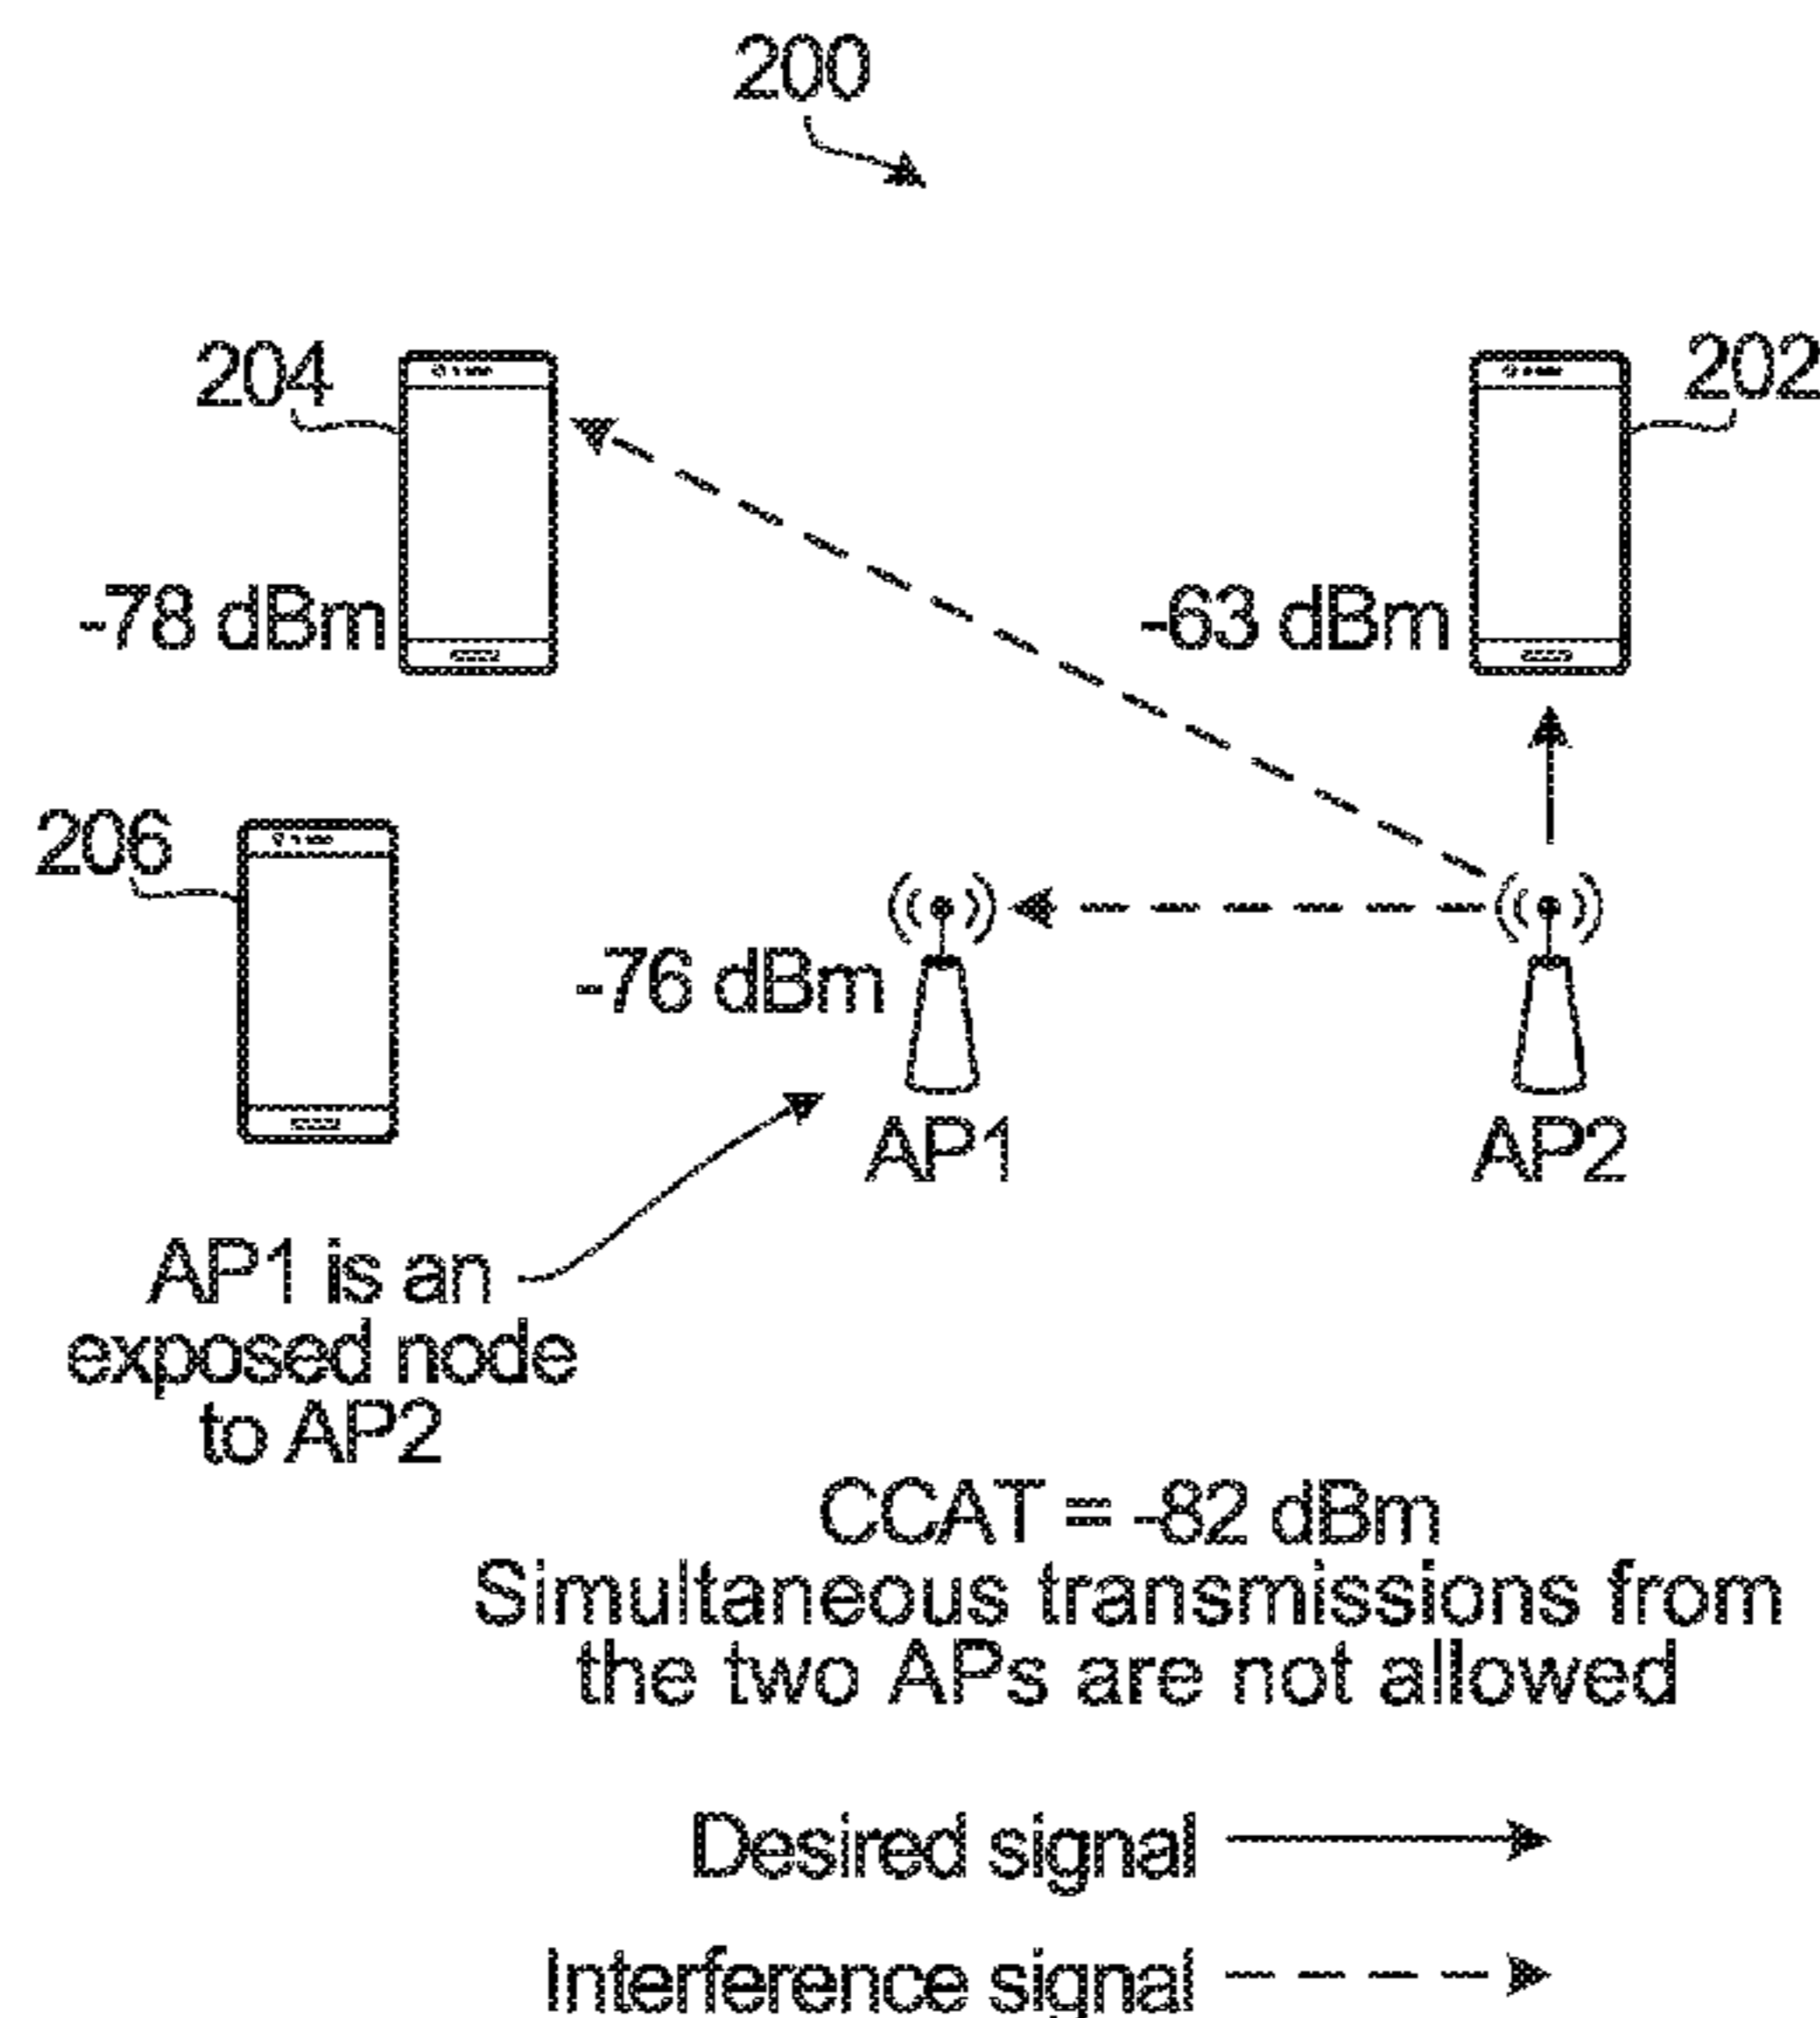 200
204
202
-78 dBm
-63 dBm
206
-76 dBm
AP1
AP2
AP1 is an
exposed node
to AP2
CCAT = -82 dBm
Simultaneous transmissions from
the two APs are not allowed
Desired signal
Interference signal